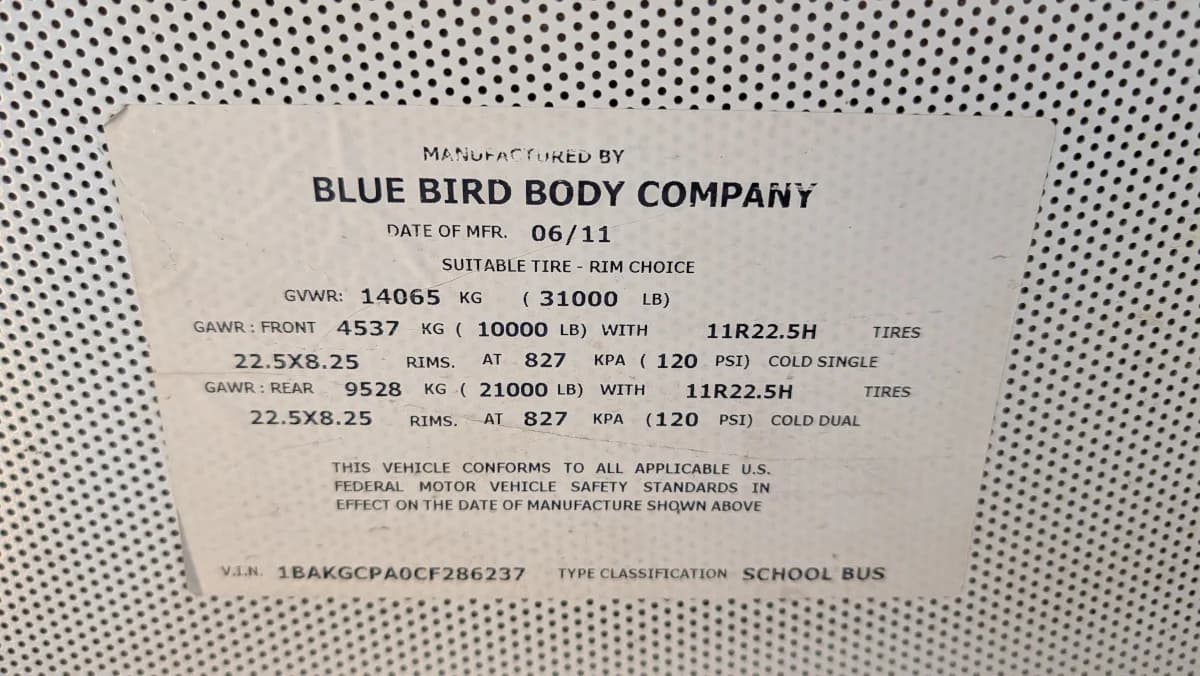 MANUFACTURED BY
BLUE BIRD BODY COMPANY
DATE OF MFR. 06/11
SUITABLE TIRE - RIM CHOICE
GVWR: 14065 KG ( 31000 LB)
GAWR : FRONT 4537 KG ( 10000 LB) WITH 11R22.5H TIRES
22.5X8.25 RIMS. AT 827 KPA ( 120 PSI) COLD SINGLE
GAWR : REAR 9528 KG ( 21000 LB) WITH 11R22.5H TIRES
22.5X8.25 RIMS. AT 827 KPA (120 PSI) COLD DUAL
THIS VEHICLE CONFORMS TO ALL APPLICABLE U.S.
FEDERAL MOTOR VEHICLE SAFETY STANDARDS IN
EFFECT ON THE DATE OF MANUFACTURE SHOWN ABOVE
V.I.N. 1BAKGCPA0CF286237 TYPE CLASSIFICATION SCHOOL BUS